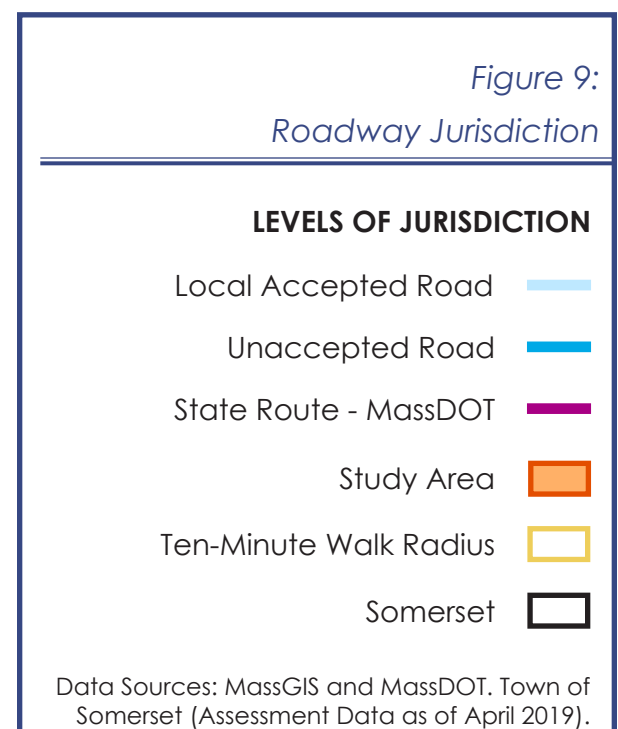 Figure 9:
Roadway Jurisdiction
LEVELS OF JURISDICTION
Local Accepted Road
Unaccepted Road
State Route - MassDOT
Study Area
Ten-Minute Walk Radius
Somerset
Data Sources: MassGIS and MassDOT. Town of
Somerset (Assessment Data as of April 2019).